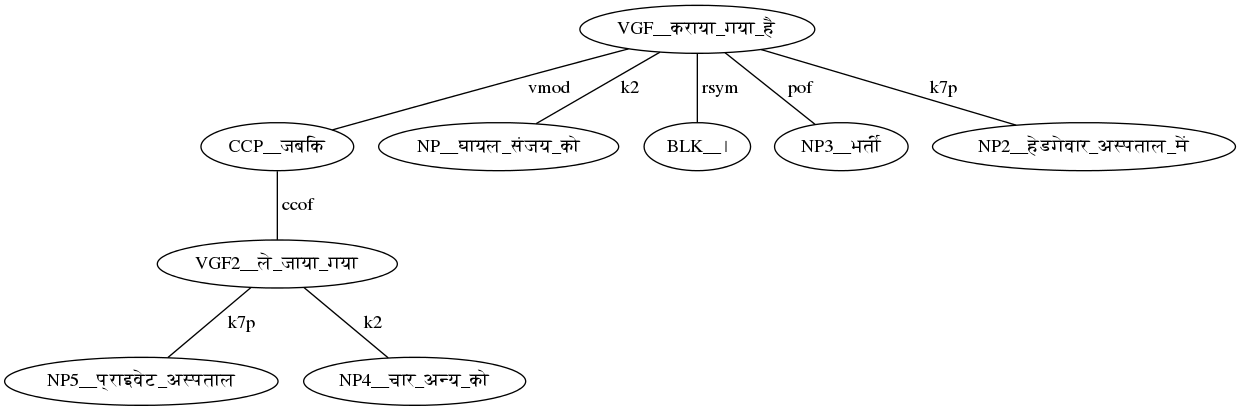 VGF__कराया_गया_है
vmod k2 rsym pof k7p
CCP__जबकि NP__घायल_संजय_को BLK__। NP3__भर्ती NP2__हेडगेवार_अस्पताल_में
ccof
VGF2__ले_जाया_गया
k7p k2
NP5__प्राइवेट_अस्पताल NP4__चार_अन्य_को